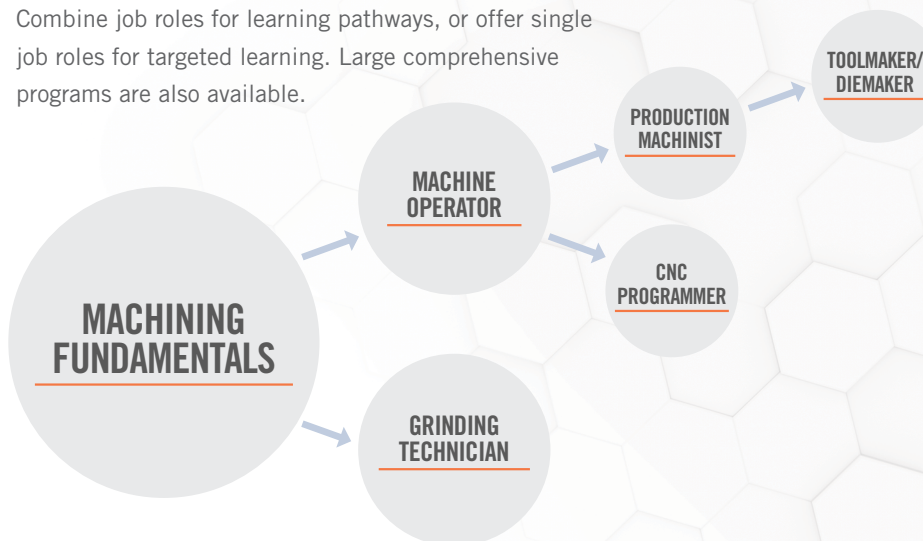 Combine job roles for learning pathways, or offer single
job roles for targeted learning. Large comprehensive
programs are also available.
TOOLMAKER/
DIEMAKER
PRODUCTION
MACHINIST
MACHINE
OPERATOR
CNC
PROGRAMMER
MACHINING
FUNDAMENTALS
GRINDING
TECHNICIAN